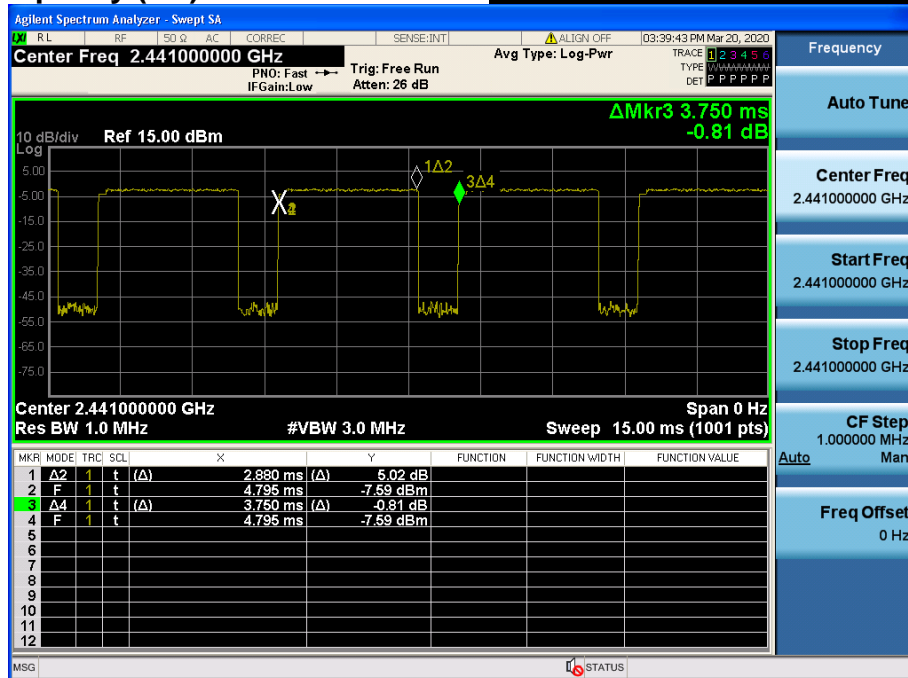 Agilent Spectrum Analyzer - Swept SA
LXI RL RF 50 Ω AC CORREC SENSE:INT ALIGN OFF 03:39:43 PM Mar 20, 2020
Center Freq 2.441000000 GHz
PNO: Fast
IFGain:Low
Trig: Free Run
Atten: 26 dB
Avg Type: Log-Pwr
TRACE 1 2 3 4 5 6
TYPE WWWWWW
DET P P P P P P
ΔMkr3 3.750 ms
-0.81 dB
10 dB/div Ref 15.00 dBm
Log
5.00
-5.00
-15.0
-25.0
-35.0
-45.0
-55.0
-65.0
-75.0
1Δ2
3Δ4
Center 2.441000000 GHz Span 0 Hz
Res BW 1.0 MHz #VBW 3.0 MHz Sweep 15.00 ms (1001 pts)
MKR MODE TRC SCL X Y FUNCTION FUNCTION WIDTH FUNCTION VALUE
1 Δ2 1 t (Δ) 2.880 ms (Δ) 5.02 dB
2 F 1 t 4.795 ms -7.59 dBm
3 Δ4 1 t (Δ) 3.750 ms (Δ) -0.81 dB
4 F 1 t 4.795 ms -7.59 dBm
5
6
7
8
9
10
11
12
MSG STATUS
Frequency
Auto Tune
Center Freq
2.441000000 GHz
Start Freq
2.441000000 GHz
Stop Freq
2.441000000 GHz
CF Step
1.000000 MHz
Auto Man
Freq Offset
0 Hz